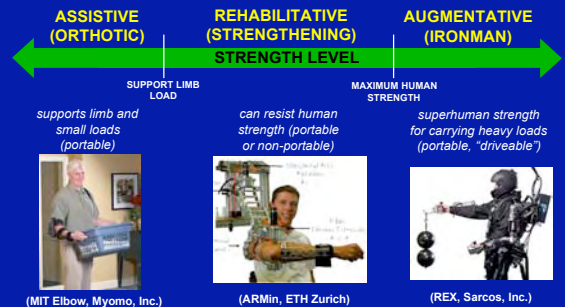 ASSISTIVE
(ORTHOTIC)
REHABILITATIVE
(STRENGTHENING)
AUGMENTATIVE
(IRONMAN)
STRENGTH LEVEL
SUPPORT LIMB
LOAD
MAXIMUM HUMAN
STRENGTH
supports limb and
small loads
(portable)
can resist human
strength (portable
or non-portable)
superhuman strength
for carrying heavy loads
(portable, “driveable”)
(MIT Elbow, Myomo, Inc.)
(ARMin, ETH Zurich)
(REX, Sarcos, Inc.)